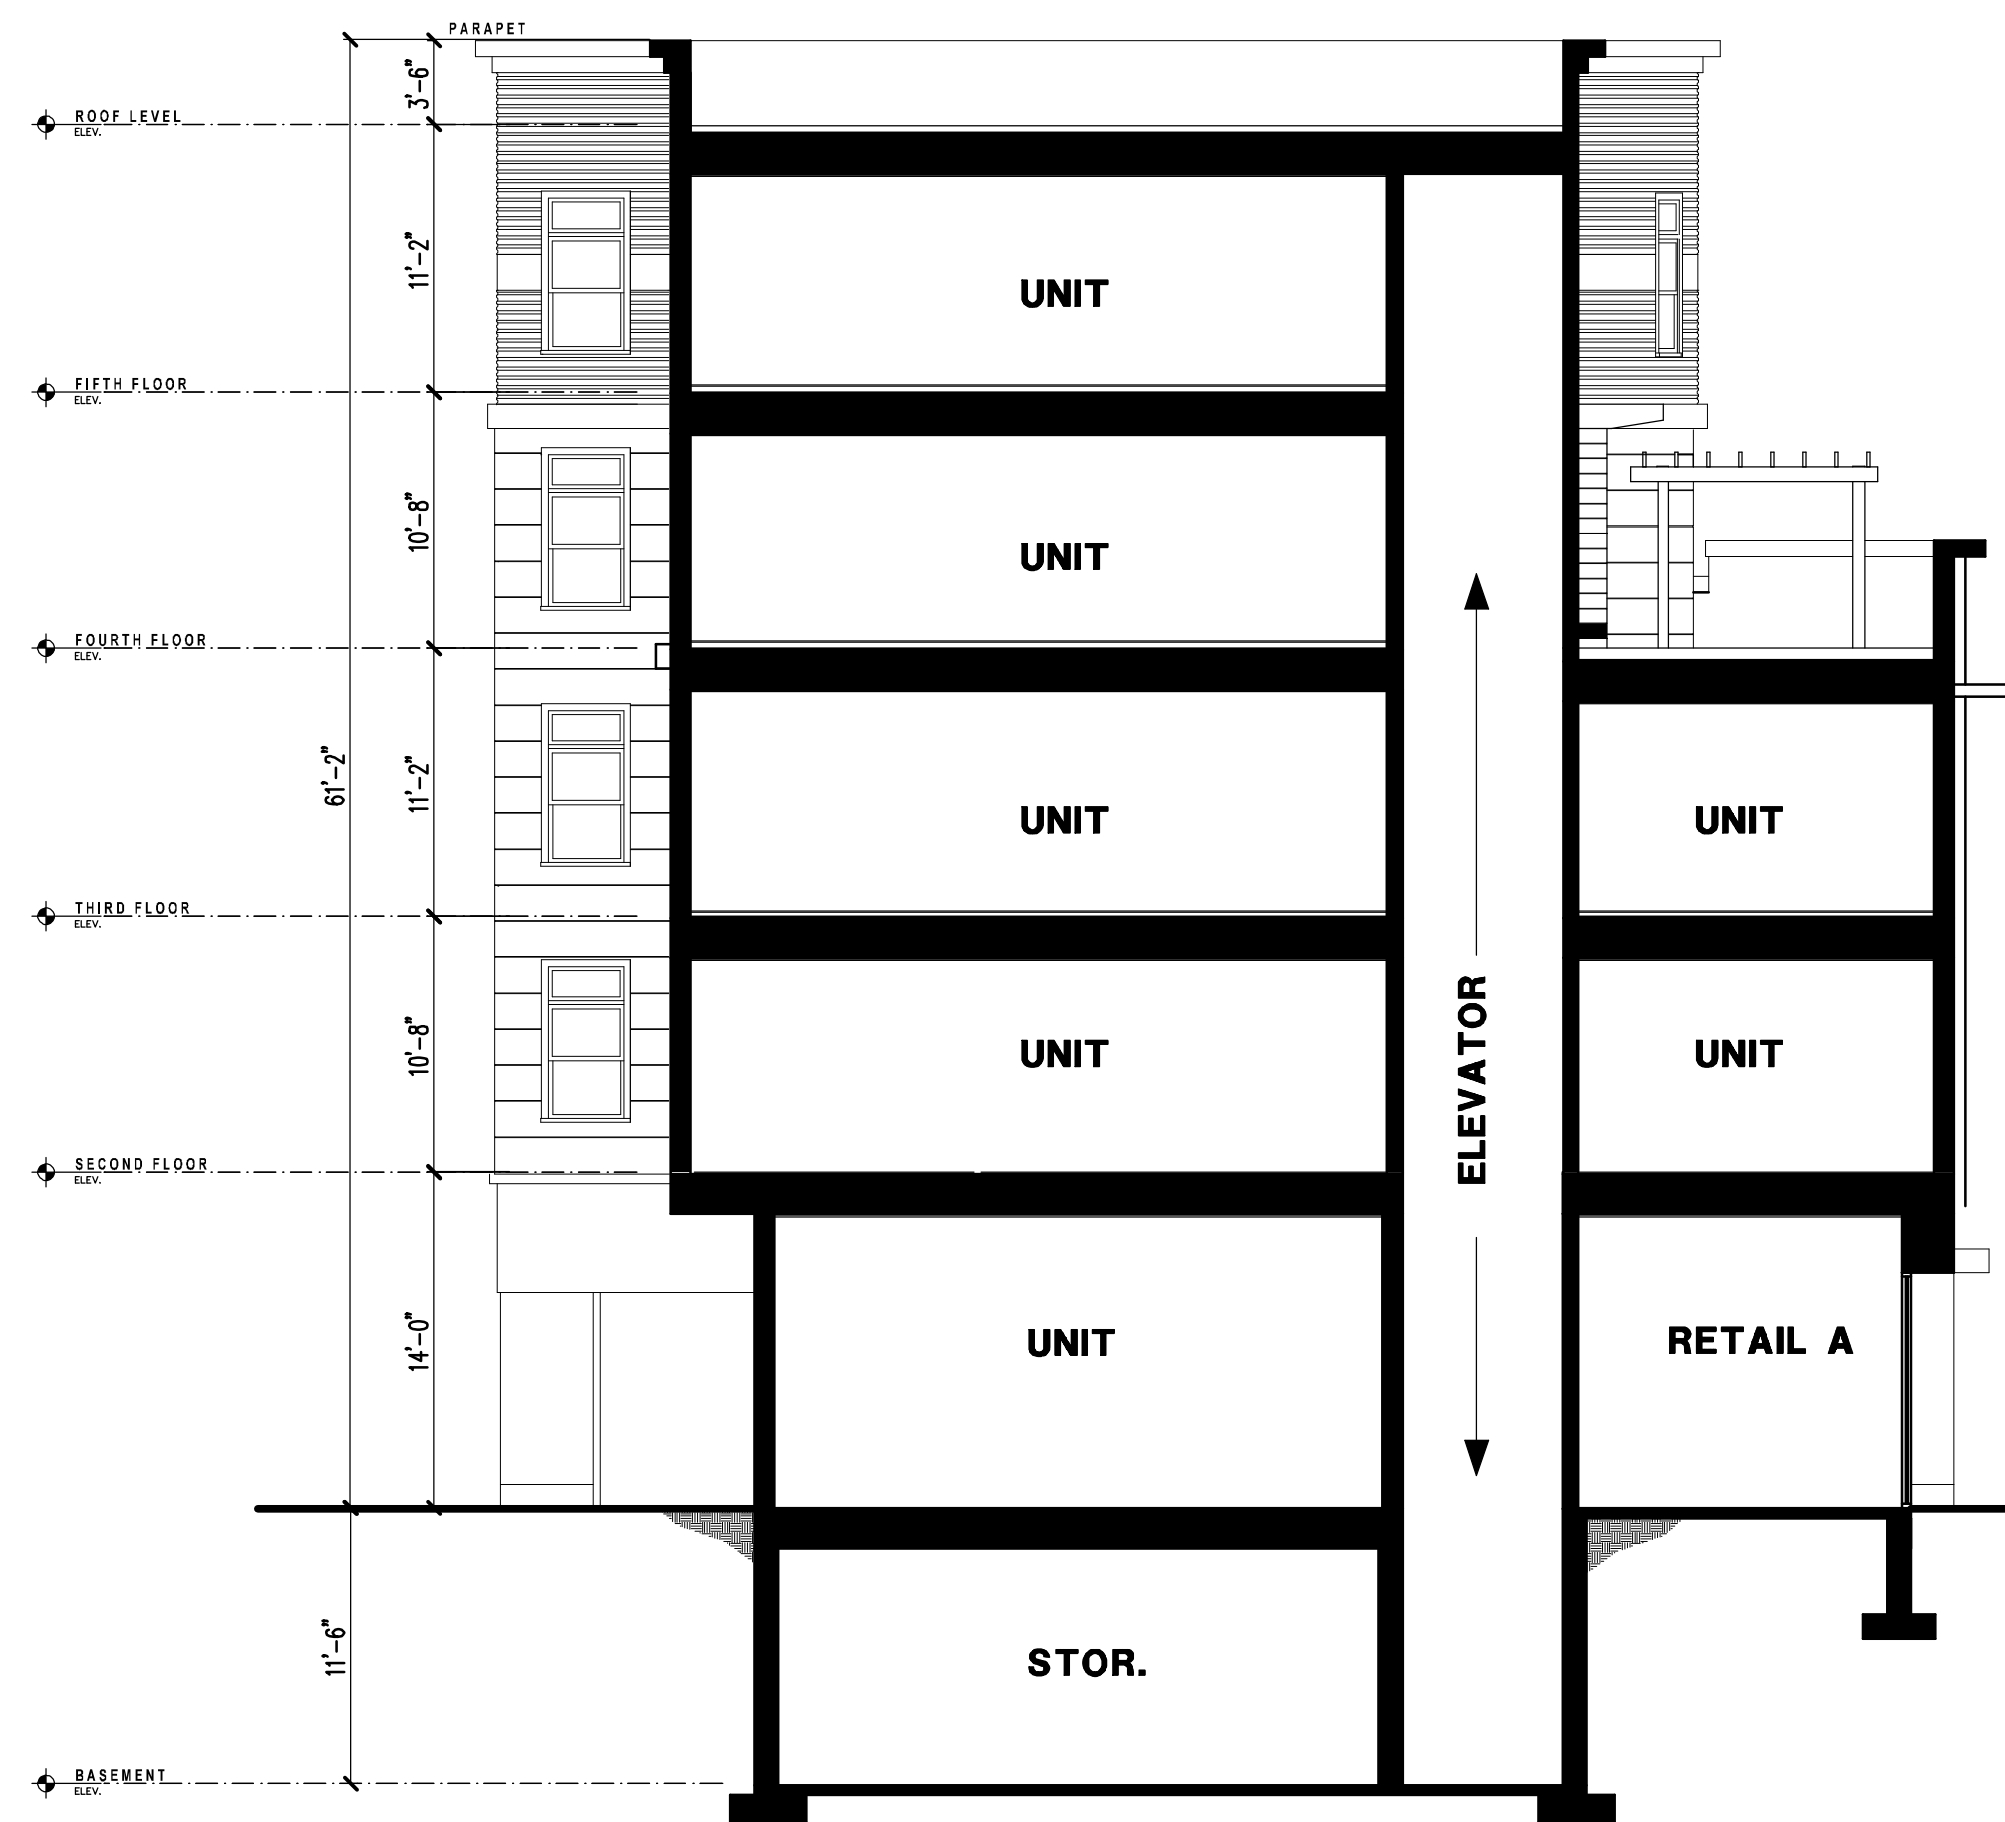 PARAPET
3'-6"
ROOF LEVEL
ELEV.
11'-2"
UNIT
FIFTH FLOOR
ELEV.
10'-8"
UNIT
FOURTH FLOOR
ELEV.
61'-2"
11'-2"
UNIT
UNIT
THIRD FLOOR
ELEV.
10'-8"
UNIT
UNIT
ELEVATOR
SECOND FLOOR
ELEV.
14'-0"
UNIT
RETAIL A
11'-6"
STOR.
BASEMENT
ELEV.